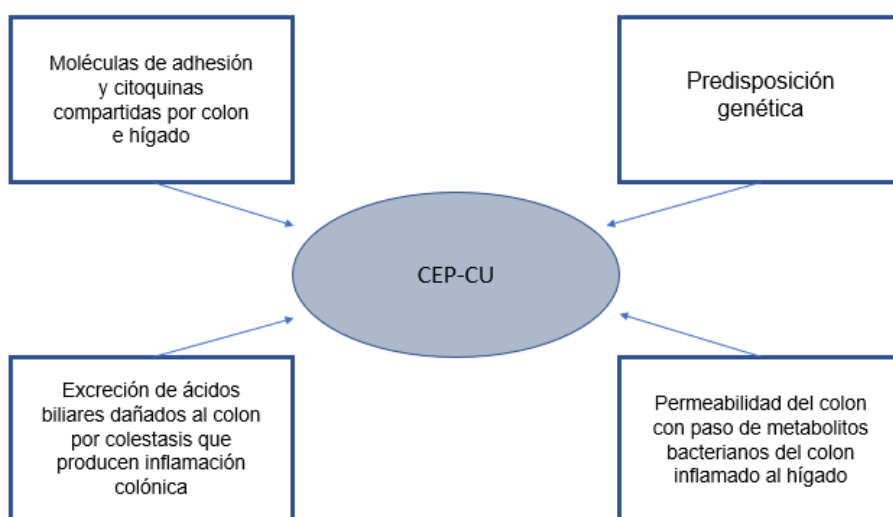 Moléculas de adhesión
y citoquinas
compartidas por colon
e hígado
Predisposición
genética
CEP-CU
Excreción de ácidos
biliares dañados al colon
por colestasis que
producen inflamación
colónica
Permeabilidad del colon
con paso de metabolitos
bacterianos del colon
inflamado al hígado